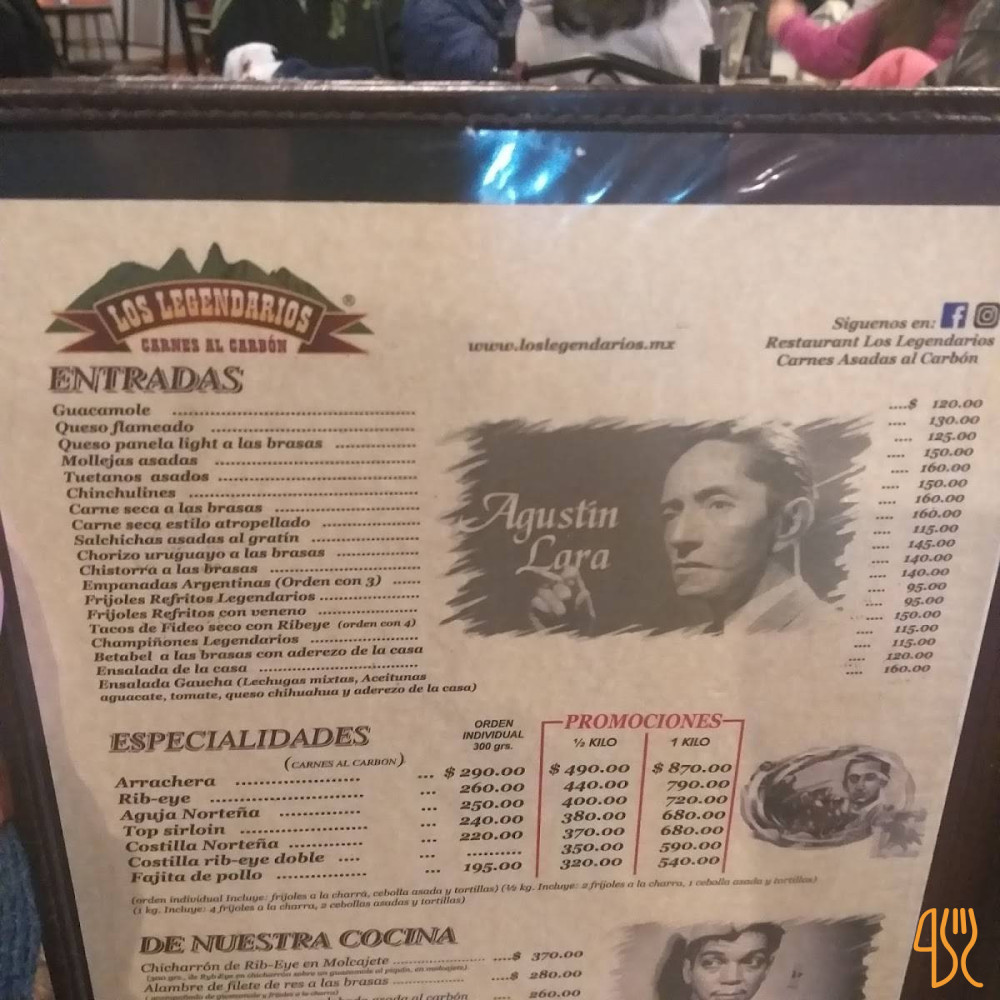 LOS LEGENDARIOS ®
CARNES AL CARBÓN
www.loslegendarios.mx
Siguenos en:
Restaurant Los Legendarios
Carnes Asadas al Carbón
ENTRADAS
Guacamole ....................$ 120.00
Queso flameado .................... 130.00
Queso panela light a las brasas .................... 125.00
Mollejas asadas .................... 150.00
Tuetanos asados .................... 160.00
Chinchulines .................... 150.00
Carne seca a las brasas .................... 160.00
Carne seca estilo atropellado .................... 160.00
Salchichas asadas al gratín .................... 115.00
Chorizo uruguayo a las brasas .................... 145.00
Chistorra a las brasas .................... 140.00
Empanadas Argentinas (Orden con 3) ...... .... 140.00
Frijoles Refritos Legendarios .................... 95.00
Frijoles Refritos con veneno .................... 95.00
Tacos de Fideo seco con Ribeye (orden con 4) ...... 150.00
Champiñones Legendarios .................... 115.00
Betabel a las brasas con aderezo de la casa .... 115.00
Ensalada de la casa .................... 120.00
Ensalada Gaucha (Lechugas mixtas, Aceitunas .... 160.00
aguacate, tomate, queso chihuahua y aderezo de la casa)
Agustin
Lara
ESPECIALIDADES
(CARNES AL CARBON)
ORDEN
INDIVIDUAL
300 grs.
PROMOCIONES
½ KILO 1 KILO
Arrachera .................... ... $ 290.00 $ 490.00 $ 870.00
Rib-eye .................... ... 260.00 440.00 790.00
Aguja Norteña .............. ... 250.00 400.00 720.00
Top sirloin .................... ... 240.00 380.00 680.00
Costilla Norteña ............ ... 220.00 370.00 680.00
Costilla rib-eye doble .... ... .......... 350.00 590.00
Fajita de pollo ................ ... 195.00 320.00 540.00
(orden individual Incluye: frijoles a la charra, cebolla asada y tortillas) (½ kg. Incluye: 2 frijoles a la charra, 1 cebolla asada y tortillas)
(1 kg. Incluye: 4 frijoles a la charra, 2 cebollas asadas y tortillas)
DE NUESTRA COCINA
Chicharrón de Rib-Eye en Molcajete .................... $ 370.00
Alambre de filete de res a las brasas .................... $ 280.00
asada al carbón .... 260.00